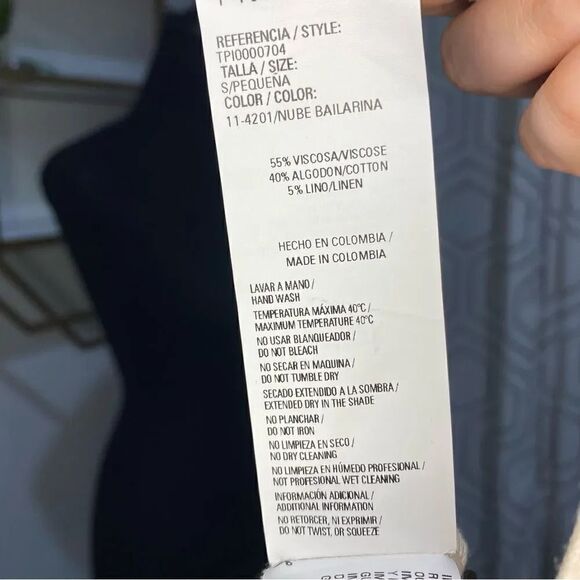 REFERENCIA / STYLE:
TPI0000704
TALLA / SIZE:
S/PEQUEÑA
COLOR / COLOR:
11-4201/NUBE BAILARINA
55% VISCOSA/VISCOSE
40% ALGODON/COTTON
5% LINO/LINEN
HECHO EN COLOMBIA /
MADE IN COLOMBIA
LAVAR A MANO /
HAND WASH
TEMPERATURA MÁXIMA 40°C /
MAXIMUM TEMPERATURE 40°C
NO USAR BLANQUEADOR /
DO NOT BLEACH
NO SECAR EN MAQUINA /
DO NOT TUMBLE DRY
SECADO EXTENDIDO A LA SOMBRA /
EXTENDED DRY IN THE SHADE
NO PLANCHAR /
DO NOT IRON
NO LIMPIEZA EN SECO /
NO DRY CLEANING
NO LIMPIEZA EN HÚMEDO PROFESIONAL /
NOT PROFESIONAL WET CLEANING
INFORMACIÓN ADICIONAL /
ADDITIONAL INFORMATION
NO RETORCER, NI EXPRIMIR /
DO NOT TWIST, OR SQUEEZE